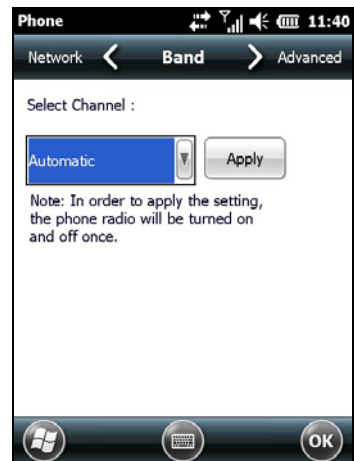 Phone 11:40
Network Band Advanced
Select Channel :
Automatic Apply
Note: In order to apply the setting,
the phone radio will be turned on
and off once.
OK